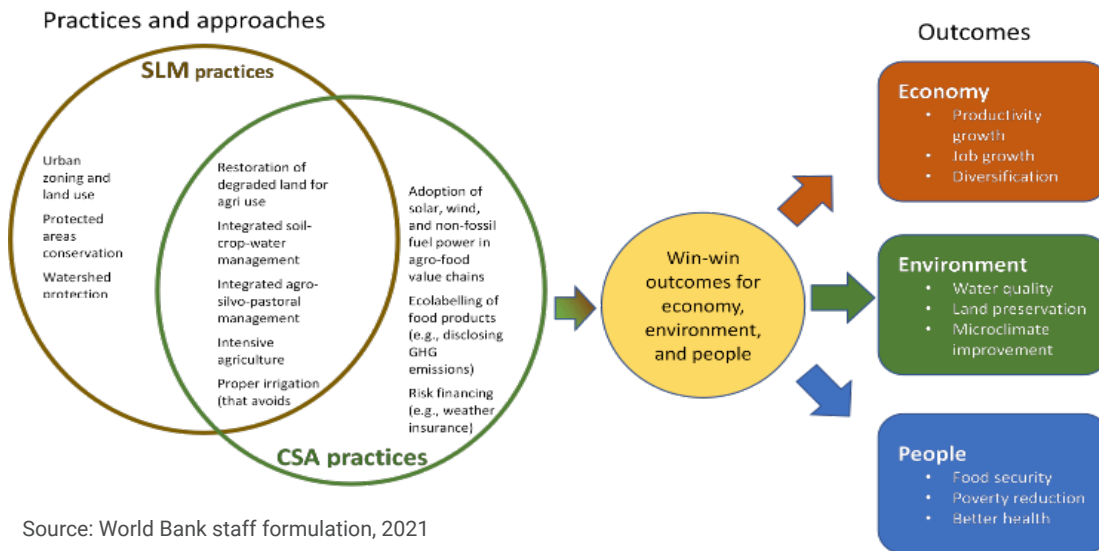 Practices and approaches
SLM practices
Urban
zoning and
land use
Protected
areas
conservation
Watershed
protection
Restoration of
degraded land for
agri use
Integrated soil-
crop-water
management
Integrated agro-
silvo-pastoral
management
Intensive
agriculture
Proper irrigation
(that avoids
Adoption of
solar, wind,
and non-fossil
fuel power in
agro-food
value chains
Ecolabelling of
food products
(e.g., disclosing
GHG
emissions)
Risk financing
(e.g., weather
insurance)
CSA practices
Win-win
outcomes for
economy,
environment,
and people
Outcomes
Economy
• Productivity
growth
• Job growth
• Diversification
Environment
• Water quality
• Land preservation
• Microclimate
improvement
People
• Food security
• Poverty reduction
• Better health
Source: World Bank staff formulation, 2021